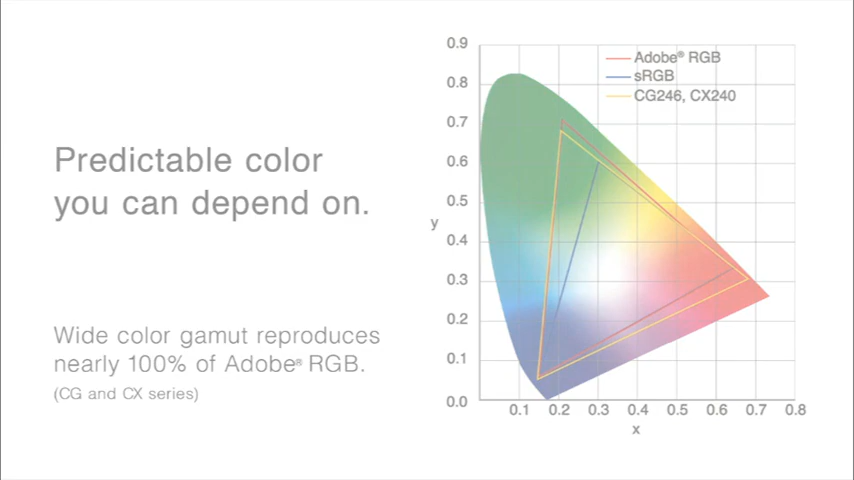 Predictable color
you can depend on.
Wide color gamut reproduces
nearly 100% of Adobe® RGB.
(CG and CX series)
Adobe® RGB
sRGB
CG246, CX240
y
0.9
0.8
0.7
0.6
0.5
0.4
0.3
0.2
0.1
0.0
0.1 0.2 0.3 0.4 0.5 0.6 0.7 0.8
x